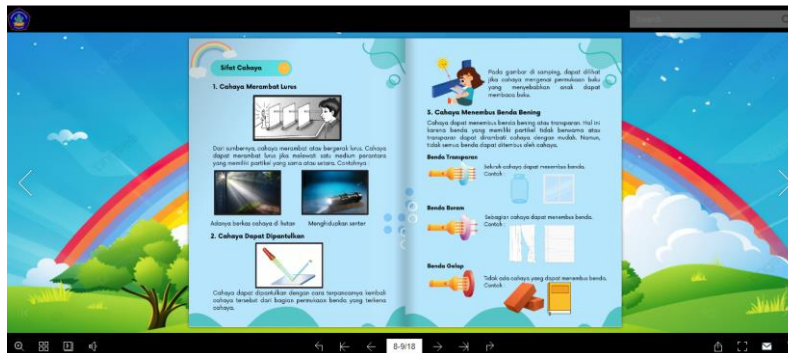 Search
Sifat Cahaya
1. Cahaya Merambat Lurus
Dari sumbernya, cahaya merambat atau bergerak lurus. Cahaya
dapat merambat lurus jika melewati satu medium perantara
yang memiliki partikel yang sama atau setara. Contohnya :
Adanya berkas cahaya di hutan
Menghidupkan senter
2. Cahaya Dapat Dipantulkan
Cahaya dapat dipantulkan dengan cara terpancarnya kembali
cahaya tersebut dari bagian permukaan benda yang terkena
cahaya.
Pada gambar di samping, dapat dilihat
jika cahaya mengenai permukaan buku
yang menyebabkan anak dapat
membaca buku.
3. Cahaya Menembus Benda Bening
Cahaya dapat menembus benda bening atau transparan. Hal ini
karena benda yang memiliki partikel tidak berwarna atau
transparan dapat dirambati cahaya dengan mudah. Namun,
tidak semua benda dapat ditembus oleh cahaya.
Benda Transparan
Seluruh cahaya dapat menembus benda.
Contoh :
Benda Buram
Sebagian cahaya dapat menembus benda.
Contoh :
Benda Gelap
Tidak ada cahaya yang dapat menembus benda.
Contoh :
8-9/18